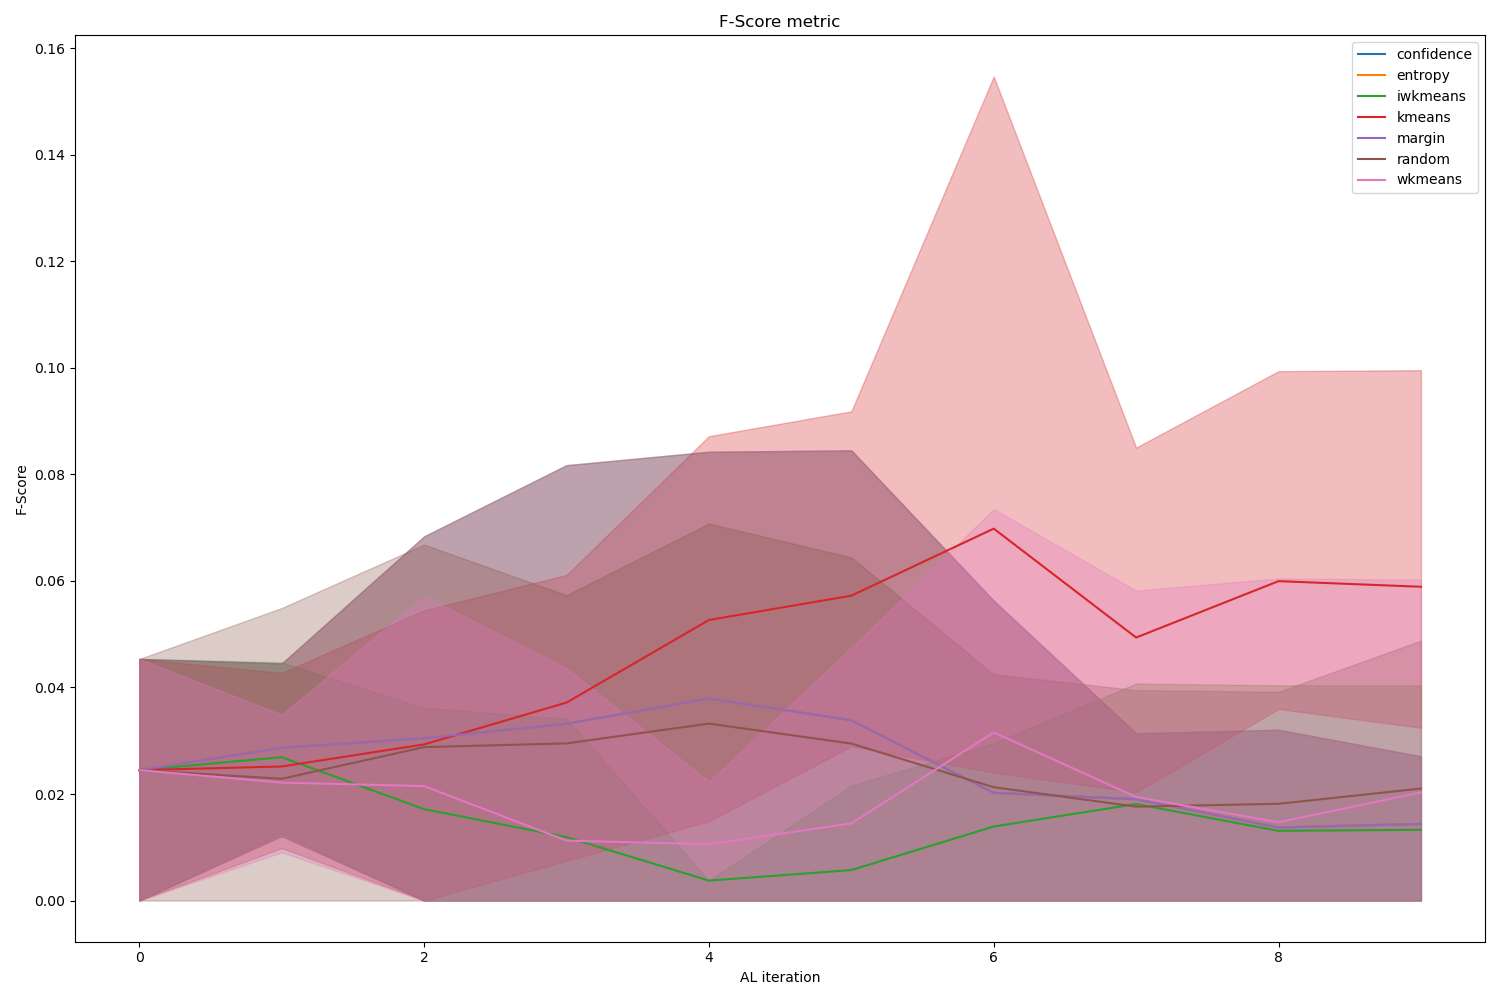 F-Score metric
confidence
entropy
iwkmeans
kmeans
margin
random
wkmeans
F-Score
0.16
0.14
0.12
0.10
0.08
0.06
0.04
0.02
0.00
0 2 4 6 8
AL iteration